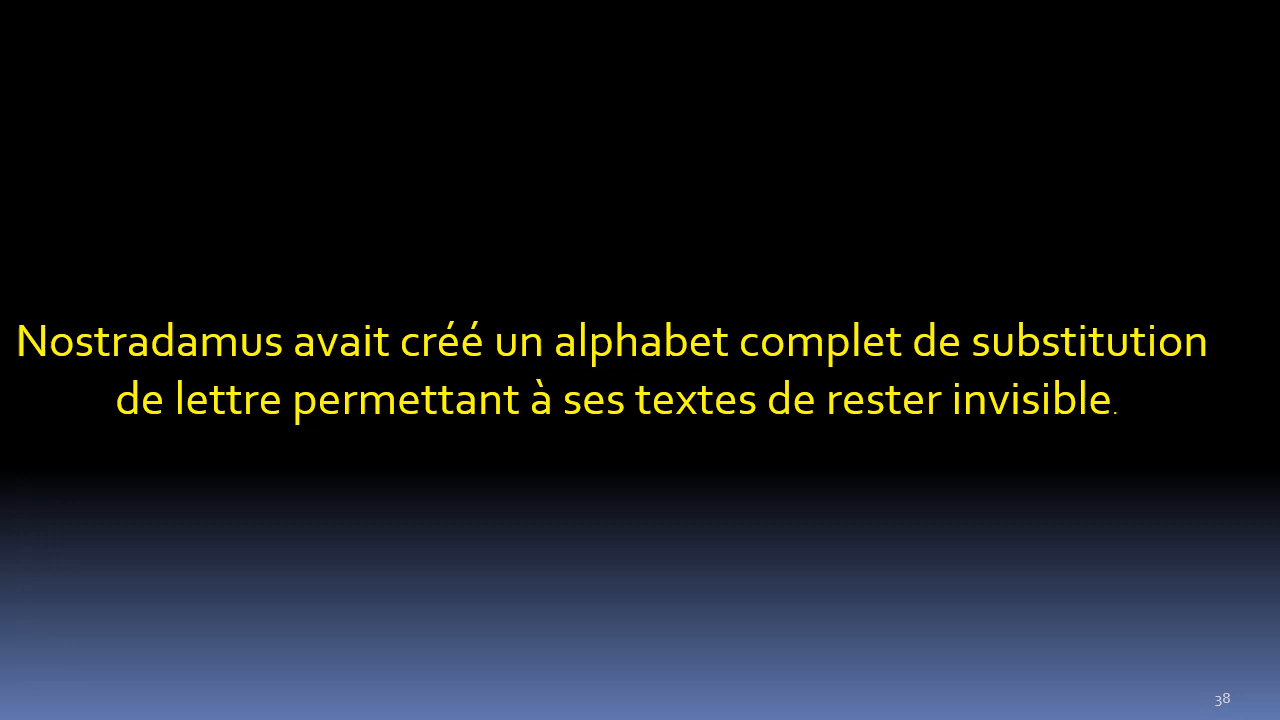 Nostradamus avait créé un alphabet complet de substitution
de lettre permettant à ses textes de rester invisible.
38